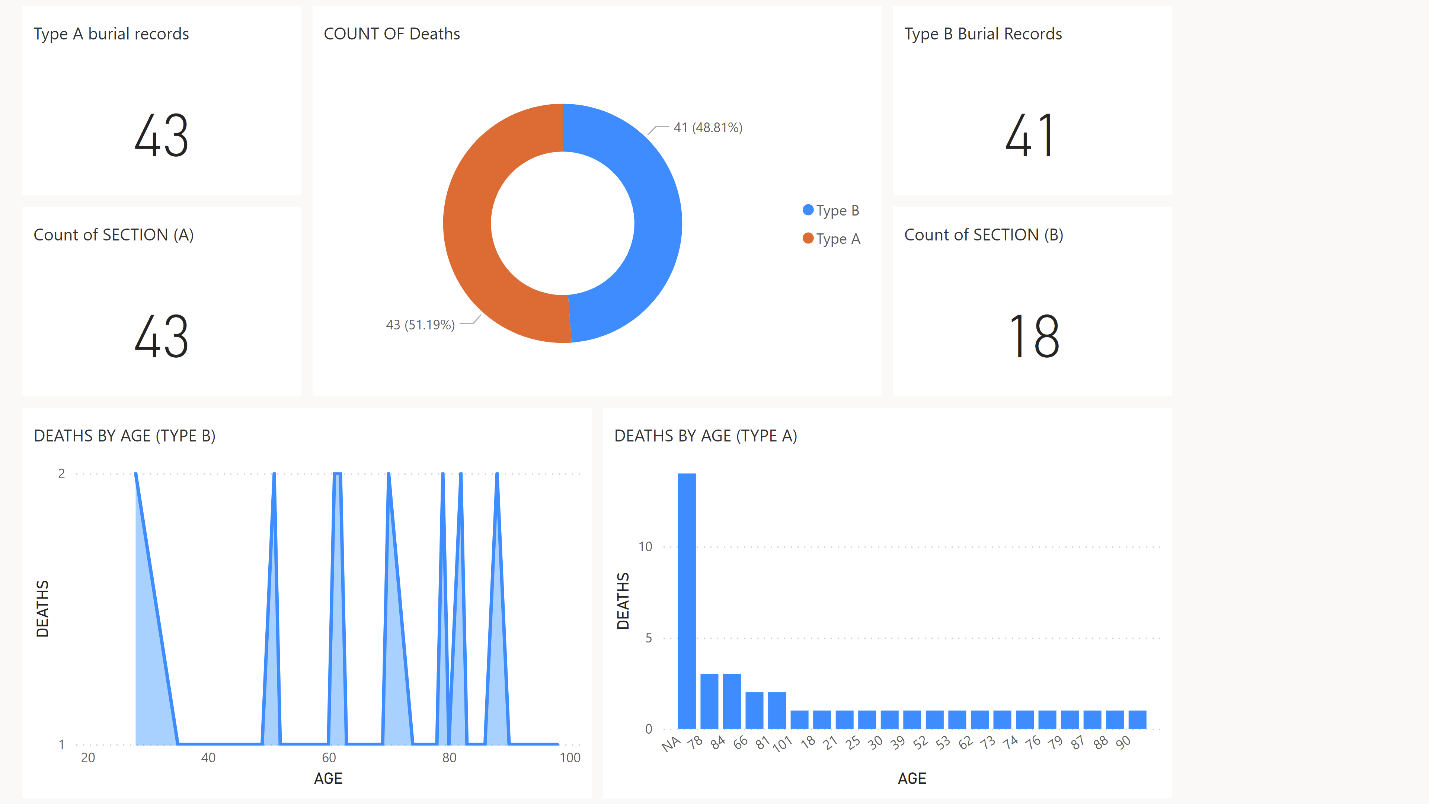 Type A burial records
43
COUNT OF Deaths
41 (48.81%)
43 (51.19%)
Type B
Type A
Type B Burial Records
41
Count of SECTION (A)
43
Count of SECTION (B)
18
DEATHS BY AGE (TYPE B)
DEATHS
2
1
20 40 60 80 100
AGE
DEATHS BY AGE (TYPE A)
DEATHS
10
5
0
NA 78 84 66 81 101 18 21 25 30 39 52 53 62 73 74 76 79 87 88 90
AGE